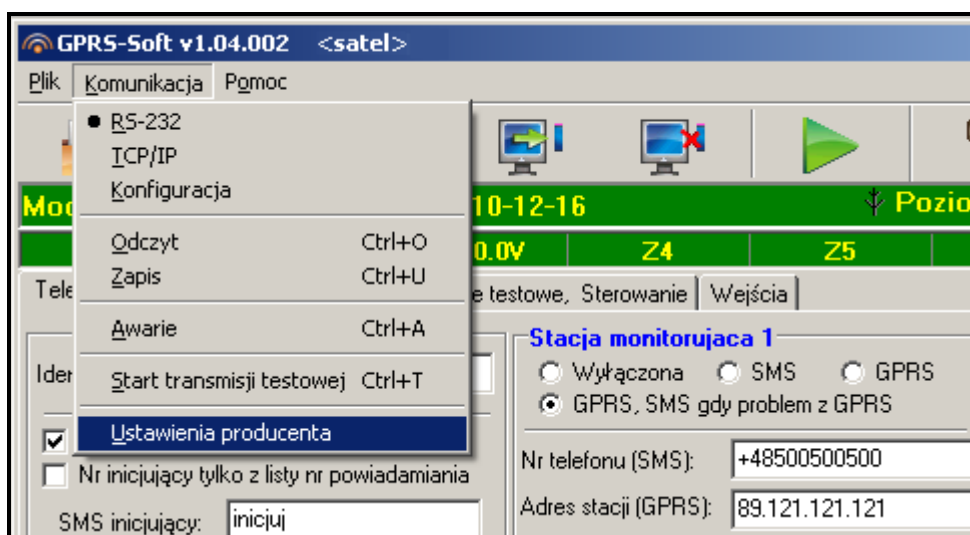 GPRS-Soft v1.04.002 <satel>
Plik Komunikacja Pomoc
RS-232
TCP/IP
Konfiguracja
10-12-16
Odczyt Ctrl+O
0.0V Z4 Z5
Zapis Ctrl+U
e testowe, Sterowanie Wejścia
Awarie Ctrl+A
Start transmisji testowej Ctrl+T
Ustawienia producenta
Nr inicjujący tylko z listy nr powiadamiania
SMS inicjujący: inicjuj
Stacja monitorujaca 1
Wyłączona SMS GPRS
GPRS, SMS gdy problem z GPRS
Nr telefonu (SMS): +48500500500
Adres stacji (GPRS): 89.121.121.121